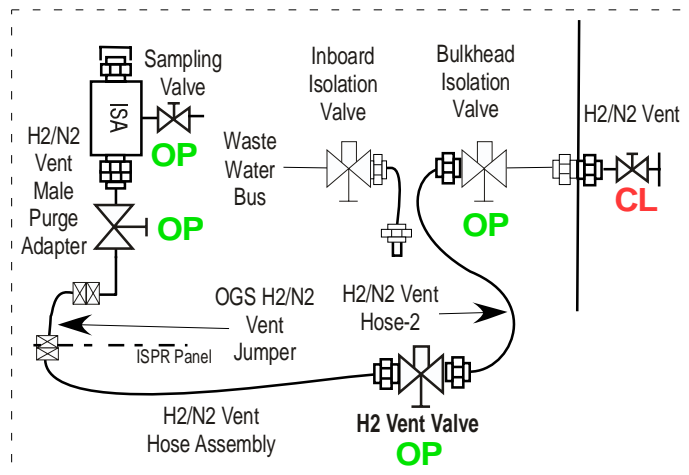 Sampling
Valve
ISA
OP
H2/N2
Vent
Male
Purge
Adapter
OP
Inboard
Isolation
Valve
Waste
Water
Bus
Bulkhead
Isolation
Valve
OP
H2/N2 Vent
CL
OGS H2/N2
Vent
Jumper
ISPR Panel
H2/N2 Vent
Hose-2
H2/N2 Vent
Hose Assembly
H2 Vent Valve
OP